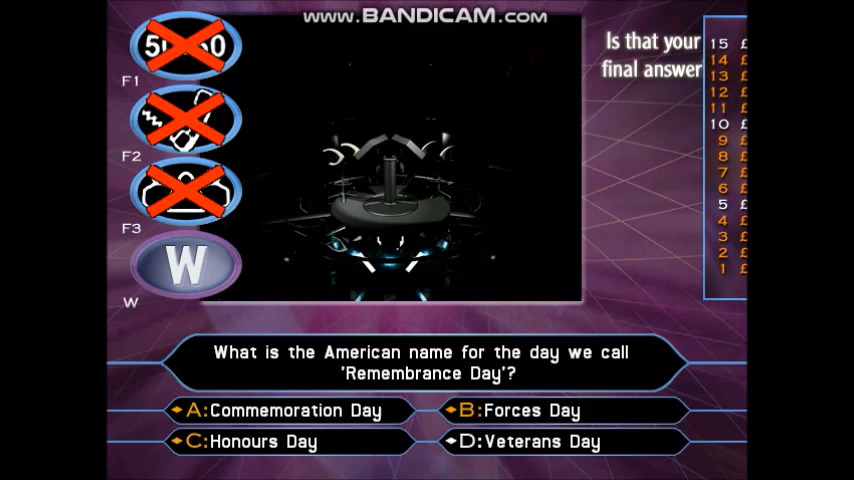 www.BANDICAM.com
50:50
F1
F2
F3
W
W
Is that your
final answer
15 £
14 £
13 £
12 £
11 £
10 £
9 £
8 £
7 £
6 £
5 £
4 £
3 £
2 £
1 £
What is the American name for the day we call
'Remembrance Day'?
A:Commemoration Day
B:Forces Day
C:Honours Day
D:Veterans Day